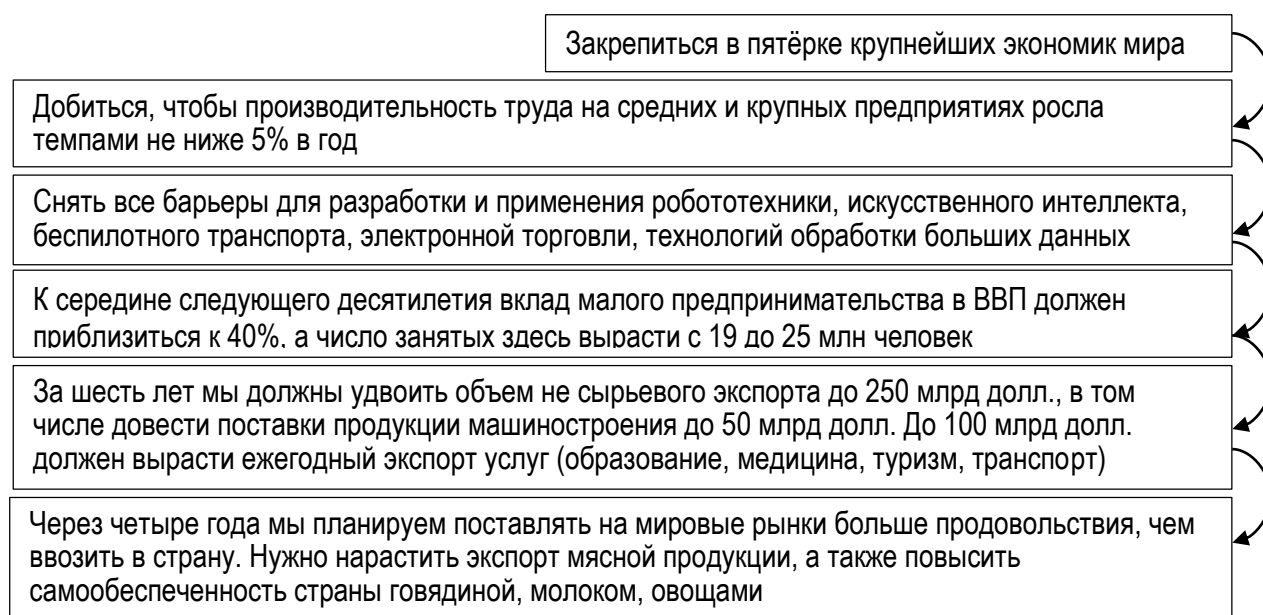 Закрепиться в пятёрке крупнейших экономик мира
Добиться, чтобы производительность труда на средних и крупных предприятиях росла
темпами не ниже 5% в год
Снять все барьеры для разработки и применения робототехники, искусственного интеллекта,
беспилотного транспорта, электронной торговли, технологий обработки больших данных
К середине следующего десятилетия вклад малого предпринимательства в ВВП должен
приблизиться к 40%, а число занятых здесь вырасти с 19 до 25 млн человек
За шесть лет мы должны удвоить объем не сырьевого экспорта до 250 млрд долл., в том
числе довести поставки продукции машиностроения до 50 млрд долл. До 100 млрд долл.
должен вырасти ежегодный экспорт услуг (образование, медицина, туризм, транспорт)
Через четыре года мы планируем поставлять на мировые рынки больше продовольствия, чем
ввозить в страну. Нужно нарастить экспорт мясной продукции, а также повысить
самообеспеченность страны говядиной, молоком, овощами